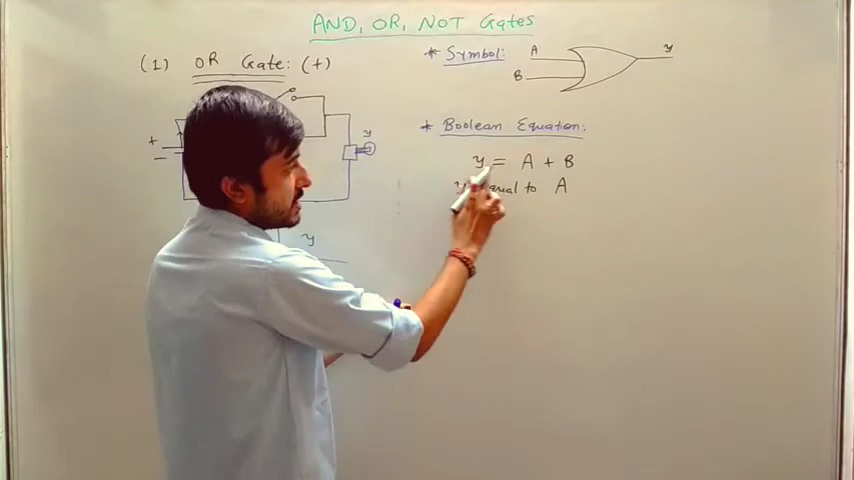 AND, OR, NOT Gates
(1) OR Gate: (+)
+
−
y
y
* Symbol:
A
B
y
* Boolean Equation:
y = A + B
y equal to A